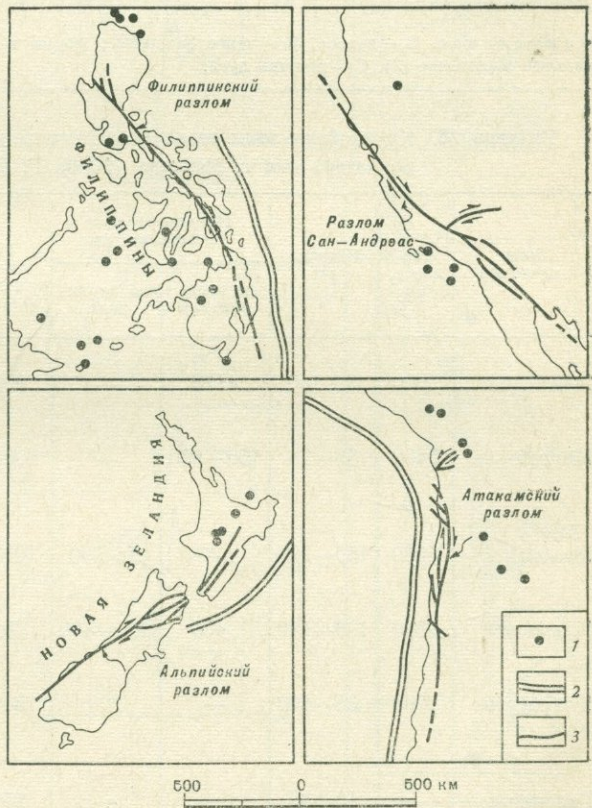 Филиппинский
разлом
ФИЛИППИНЫ
Разлом
Сан-Андреас
НОВАЯ ЗЕЛАНДИЯ
Альпийский
разлом
Атакамский
разлом
1
2
3
500 0 500 км